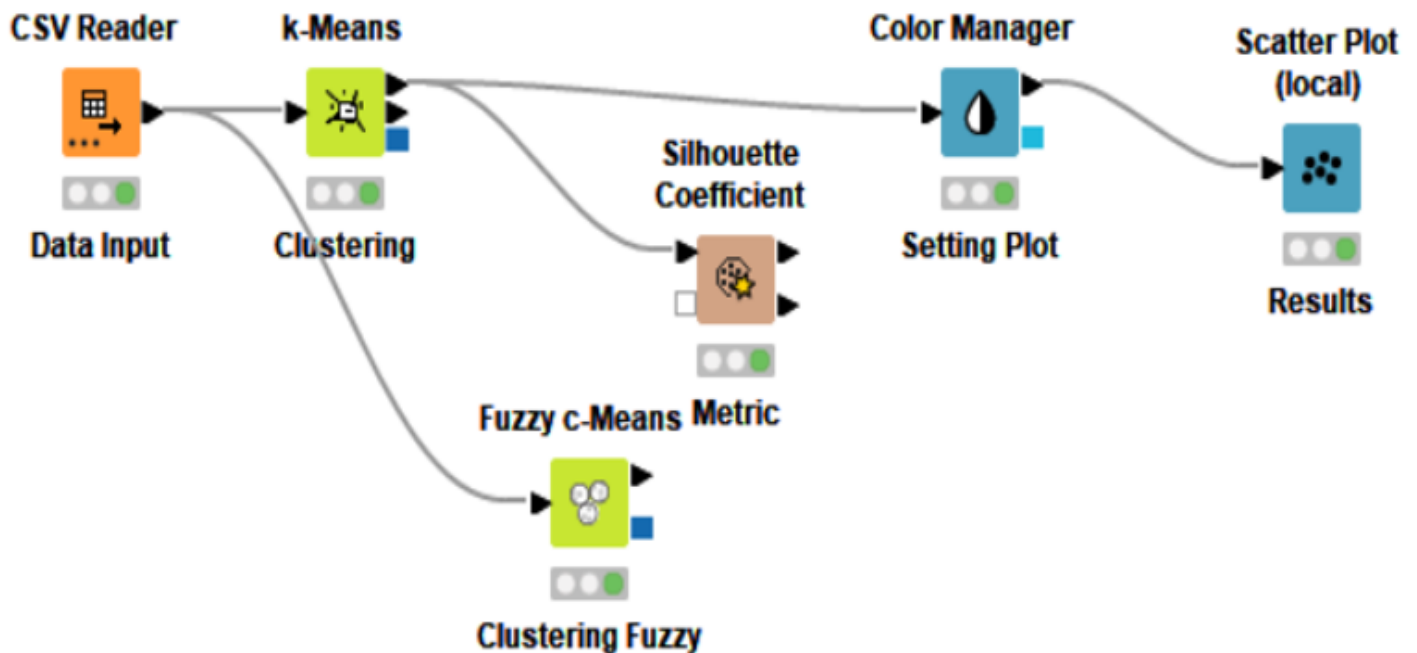 CSV Reader
Data Input
k-Means
Clustering
Silhouette
Coefficient
Metric
Fuzzy c-Means
Clustering Fuzzy
Color Manager
Setting Plot
Scatter Plot
(local)
Results